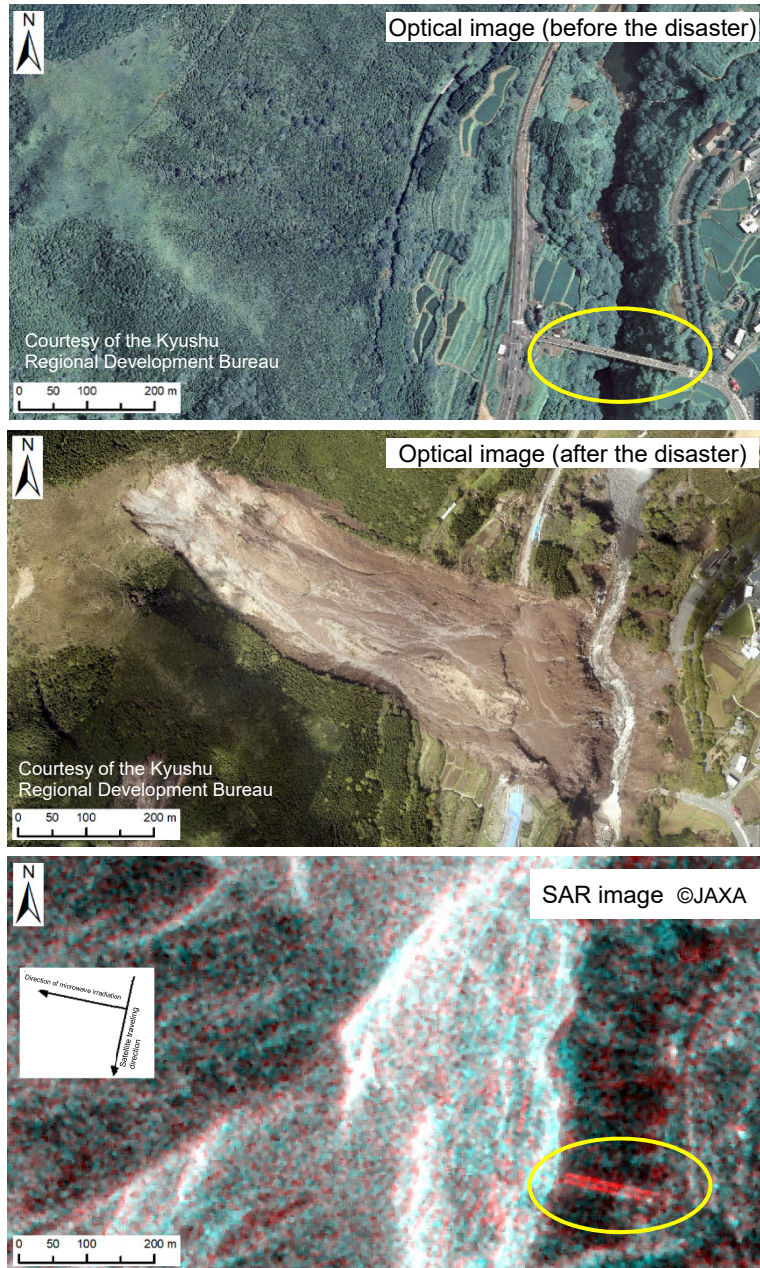 N
Optical image (before the disaster)
Courtesy of the Kyushu
Regional Development Bureau
0 50 100 200 m
N
Optical image (after the disaster)
Courtesy of the Kyushu
Regional Development Bureau
0 50 100 200 m
N
SAR image ©JAXA
Direction of microwave irradiation
Satellite traveling
direction
0 50 100 200 m